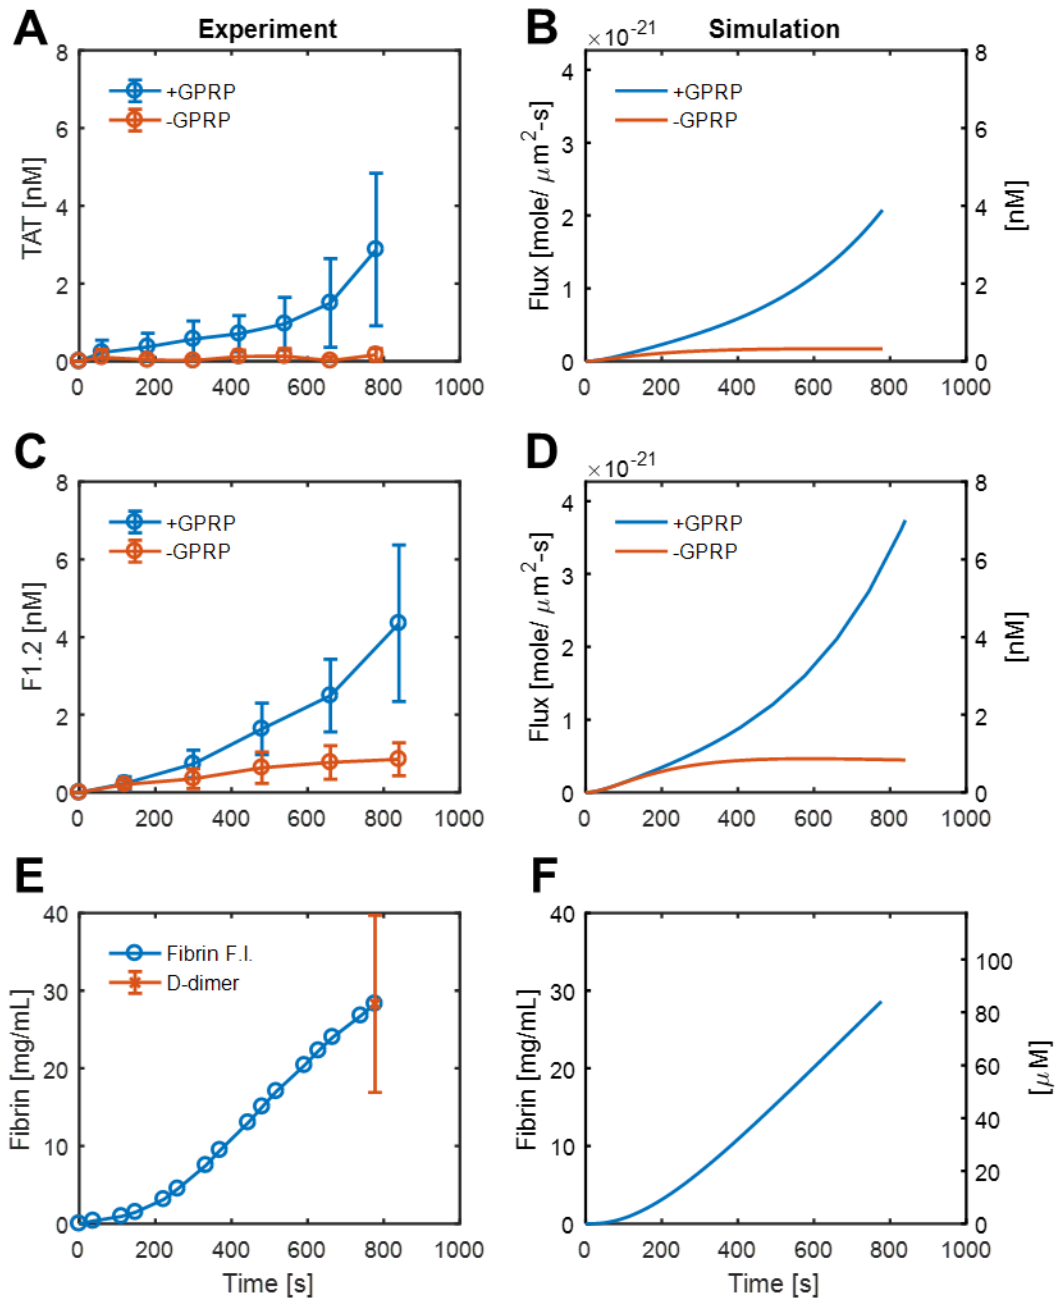 A
Experiment
8
6
4
2
0
TAT [nM]
+GPRP
-GPRP
0 200 400 600 800 1000
B
Simulation
×10-21
4
3
2
1
0
Flux [mole/ μm2-s]
+GPRP
-GPRP
8
6
4
2
0
[nM]
0 200 400 600 800 1000
C
8
6
4
2
0
F1.2 [nM]
+GPRP
-GPRP
0 200 400 600 800 1000
D
×10-21
4
3
2
1
0
Flux [mole/ μm2-s]
+GPRP
-GPRP
8
6
4
2
0
[nM]
0 200 400 600 800 1000
E
40
30
20
10
0
Fibrin [mg/mL]
Fibrin F.I.
D-dimer
0 200 400 600 800 1000
Time [s]
F
40
30
20
10
0
Fibrin [mg/mL]
100
80
60
40
20
0
[μM]
0 200 400 600 800 1000
Time [s]